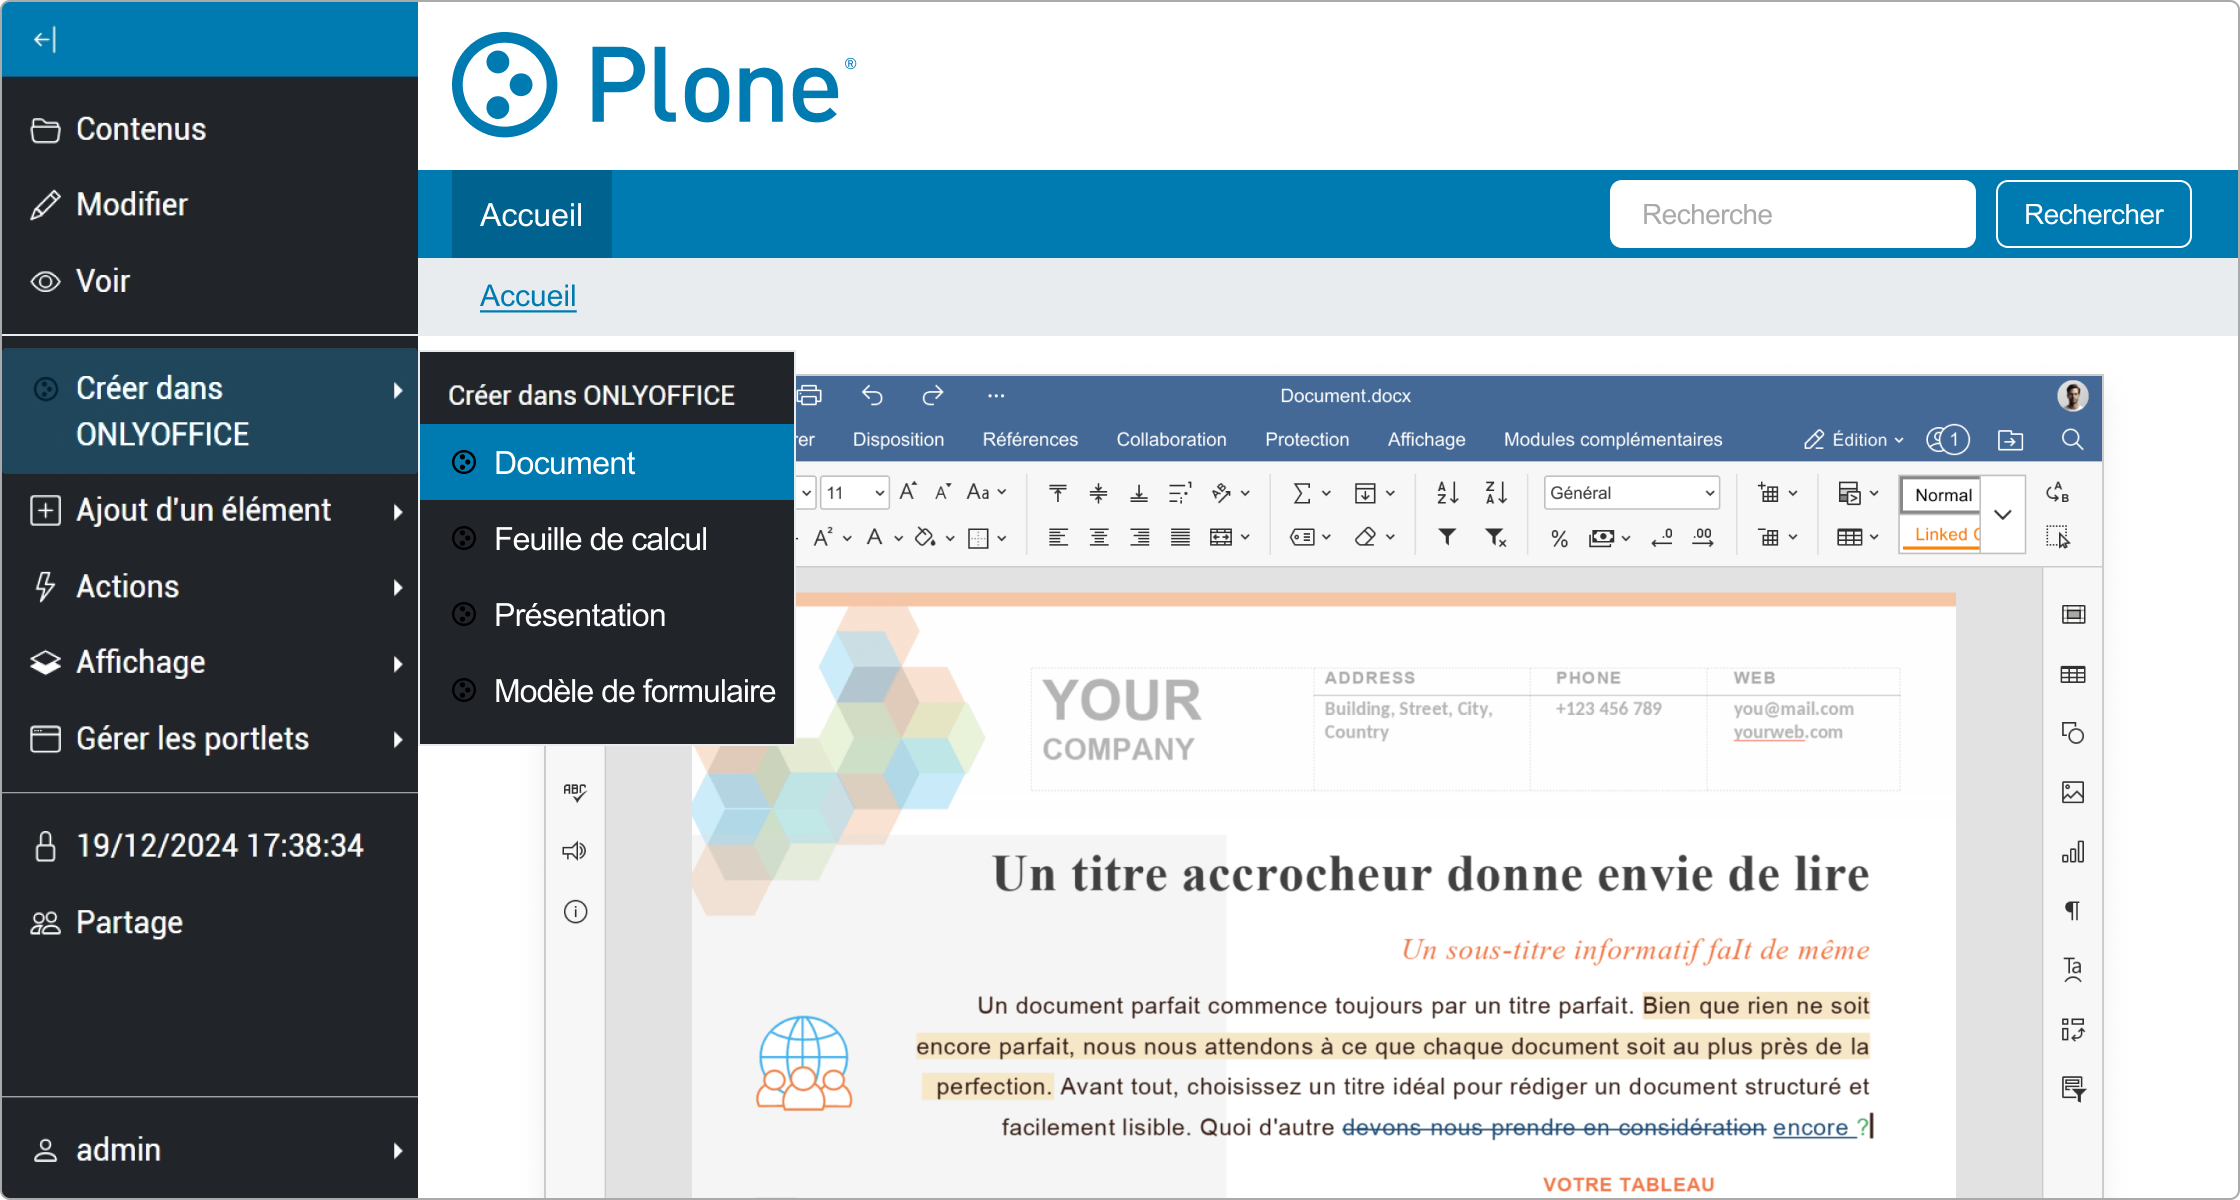 Plone®
Contenus
Modifier
Voir
Créer dans
ONLYOFFICE
Ajout d'un élément
Actions
Affichage
Gérer les portlets
19/12/2024 17:38:34
Partage
admin
Accueil
Recherche
Rechercher
Accueil
Créer dans ONLYOFFICE
Document
Feuille de calcul
Présentation
Modèle de formulaire
Document.docx
rer Disposition Références Collaboration Protection Affichage Modules complémentaires Édition 1
11 Aa Général Normal
Linked
YOUR
COMPANY
ADDRESS PHONE WEB
Building, Street, City, +123 456 789 you@mail.com
Country yourweb.com
Un titre accrocheur donne envie de lire
Un sous-titre informatif faIt de même
Un document parfait commence toujours par un titre parfait. Bien que rien ne soit
encore parfait, nous nous attendons à ce que chaque document soit au plus près de la
perfection. Avant tout, choisissez un titre idéal pour rédiger un document structuré et
facilement lisible. Quoi d'autre devons nous prendre en considération encore ?
VOTRE TABLEAU